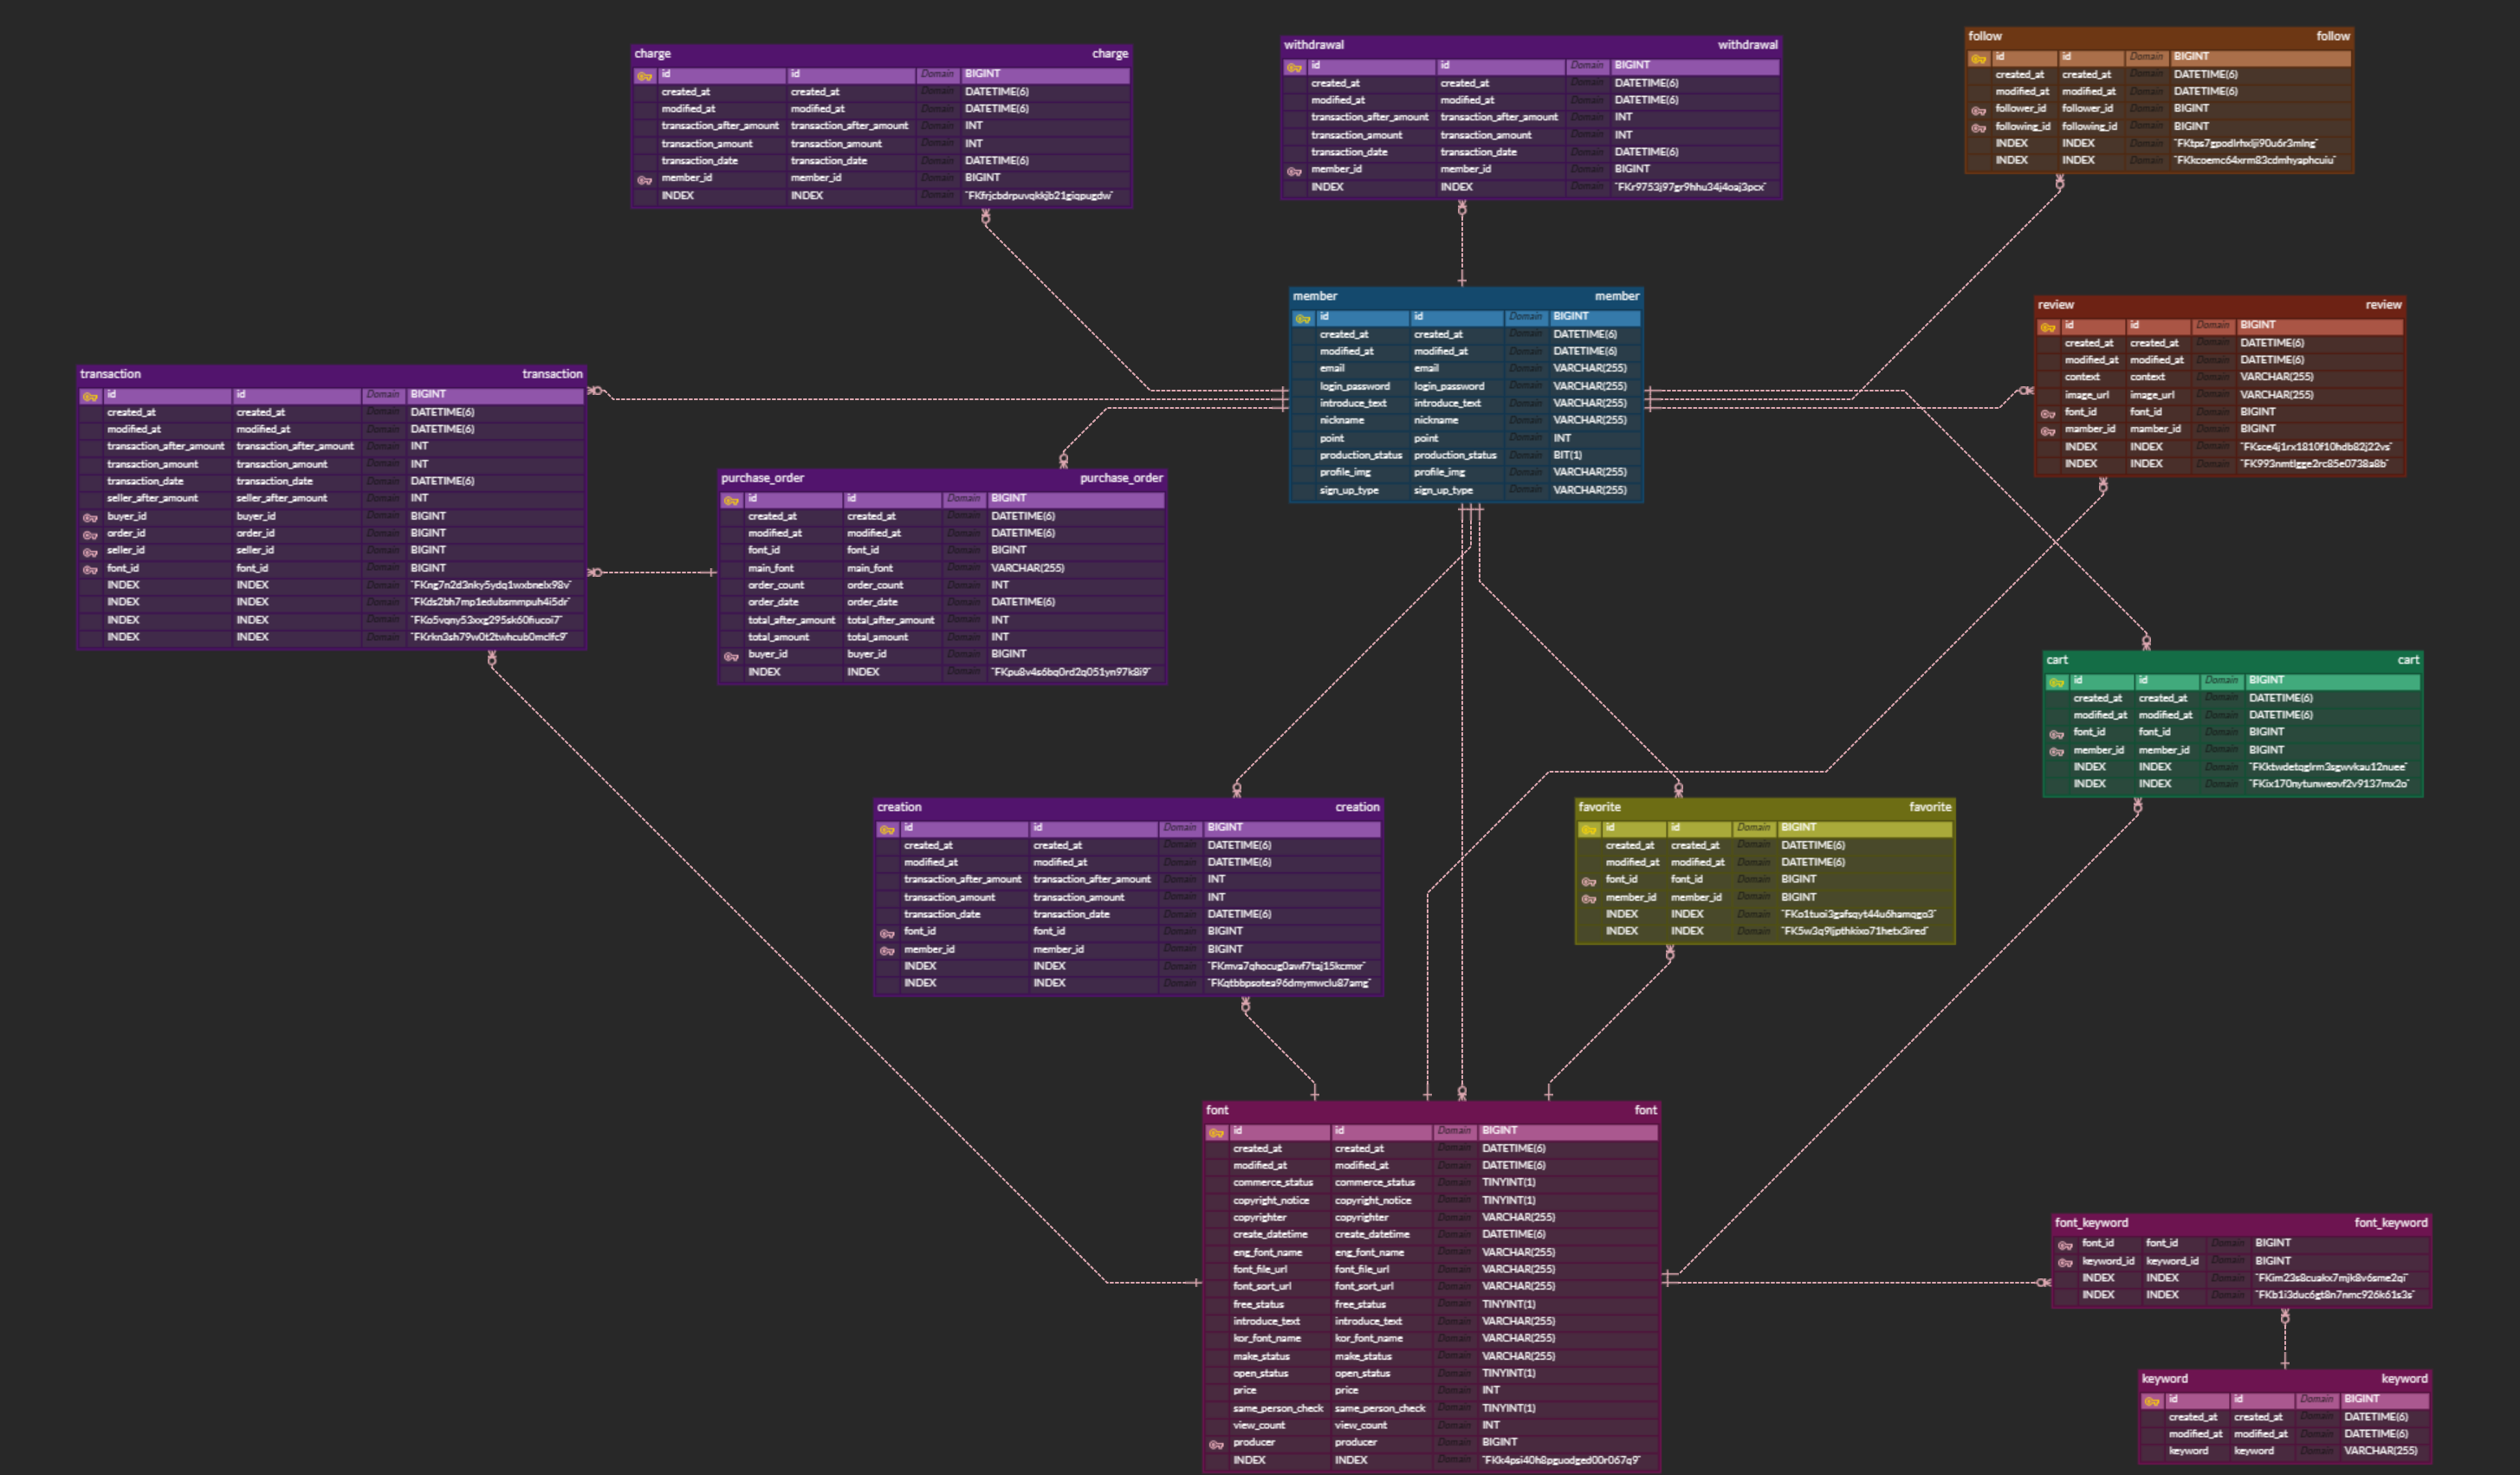 charge charge
id id Domain BIGINT
created_at created_at Domain DATETIME(6)
modified_at modified_at Domain DATETIME(6)
transaction_after_amount transaction_after_amount Domain INT
transaction_amount transaction_amount Domain INT
transaction_date transaction_date Domain DATETIME(6)
member_id member_id Domain BIGINT
INDEX INDEX Domain
withdrawal withdrawal
id id Domain BIGINT
created_at created_at Domain DATETIME(6)
modified_at modified_at Domain DATETIME(6)
transaction_after_amount transaction_after_amount Domain INT
transaction_amount transaction_amount Domain INT
transaction_date transaction_date Domain DATETIME(6)
member_id member_id Domain BIGINT
INDEX INDEX Domain "FKr9753j97gr9hhu34j4oaj3pcx"
follow follow
id id Domain BIGINT
created_at created_at Domain DATETIME(6)
modified_at modified_at Domain DATETIME(6)
follower_id follower_id Domain BIGINT
following_id following_id Domain BIGINT
INDEX INDEX Domain
INDEX INDEX Domain "FKkcoemc64xrm83cdmhyaphcuiu"
member member
id id Domain BIGINT
created_at created_at Domain DATETIME(6)
modified_at modified_at Domain DATETIME(6)
email email Domain VARCHAR(255)
login_password login_password Domain VARCHAR(255)
introduce_text introduce_text Domain VARCHAR(255)
nickname nickname Domain VARCHAR(255)
point point Domain INT
production_status production_status Domain BIT(1)
profile_img profile_img Domain VARCHAR(255)
sign_up_type sign_up_type Domain VARCHAR(255)
review review
id id Domain BIGINT
created_at created_at Domain DATETIME(6)
modified_at modified_at Domain DATETIME(6)
context context Domain VARCHAR(255)
image_url image_url Domain VARCHAR(255)
font_id font_id Domain BIGINT
mamber_id mamber_id Domain BIGINT
INDEX INDEX Domain "FKsce4j1rx1810f10hdb82j22vs"
INDEX INDEX Domain "FK993nmtlgge2rc85e0738a8b"
transaction transaction
id id Domain BIGINT
created_at created_at Domain DATETIME(6)
modified_at modified_at Domain DATETIME(6)
transaction_after_amount transaction_after_amount Domain INT
transaction_amount transaction_amount Domain INT
transaction_date transaction_date Domain DATETIME(6)
seller_after_amount seller_after_amount Domain INT
buyer_id buyer_id Domain BIGINT
order_id order_id Domain BIGINT
seller_id seller_id Domain BIGINT
font_id font_id Domain BIGINT
INDEX INDEX Domain "FKng7n2d3nky5ydq1wxbnelx98v"
INDEX INDEX Domain "FKds2bh7mp1edubsmmpuh4i5dr"
INDEX INDEX Domain
INDEX INDEX Domain "FKrkn3sh79w0t2twhcub0mclfc9"
purchase_order purchase_order
id id Domain BIGINT
created_at created_at Domain DATETIME(6)
modified_at modified_at Domain DATETIME(6)
font_id font_id Domain BIGINT
main_font main_font Domain VARCHAR(255)
order_count order_count Domain INT
order_date order_date Domain DATETIME(6)
total_after_amount total_after_amount Domain INT
total_amount total_amount Domain INT
buyer_id buyer_id Domain BIGINT
INDEX INDEX Domain "FKpu8v4s6bq0rd2q051yn97k8i9"
cart cart
id id Domain BIGINT
created_at created_at Domain DATETIME(6)
modified_at modified_at Domain DATETIME(6)
font_id font_id Domain BIGINT
member_id member_id Domain BIGINT
INDEX INDEX Domain
INDEX INDEX Domain "FKix170nytunweovf2v9137mx2o"
creation creation
id id Domain BIGINT
created_at created_at Domain DATETIME(6)
modified_at modified_at Domain DATETIME(6)
transaction_after_amount transaction_after_amount Domain INT
transaction_amount transaction_amount Domain INT
transaction_date transaction_date Domain DATETIME(6)
font_id font_id Domain BIGINT
member_id member_id Domain BIGINT
INDEX INDEX Domain "FKmva7qhocug0awf7taj15kcmxr"
INDEX INDEX Domain "FKqtbbpsotea96dmymwclu87amg"
favorite favorite
id id Domain BIGINT
created_at created_at Domain DATETIME(6)
modified_at modified_at Domain DATETIME(6)
font_id font_id Domain BIGINT
member_id member_id Domain BIGINT
INDEX INDEX Domain "FKo1tuoi3gafsqyt44u6hamqgo3"
INDEX INDEX Domain "FK5w3q9ljpthkixo71hetx3ired"
font font
id id Domain BIGINT
created_at created_at Domain DATETIME(6)
modified_at modified_at Domain DATETIME(6)
commerce_status commerce_status Domain TINYINT(1)
copyright_notice copyright_notice Domain TINYINT(1)
copyrighter copyrighter Domain VARCHAR(255)
create_datetime create_datetime Domain DATETIME(6)
eng_font_name eng_font_name Domain VARCHAR(255)
font_file_url font_file_url Domain VARCHAR(255)
font_sort_url font_sort_url Domain VARCHAR(255)
free_status free_status Domain TINYINT(1)
introduce_text introduce_text Domain VARCHAR(255)
kor_font_name kor_font_name Domain VARCHAR(255)
make_status make_status Domain VARCHAR(255)
open_status open_status Domain TINYINT(1)
price price Domain INT
same_person_check same_person_check Domain TINYINT(1)
view_count view_count Domain INT
producer producer Domain BIGINT
INDEX INDEX Domain "FKk4psi40h8pguodged00r067q9"
font_keyword font_keyword
font_id font_id Domain BIGINT
keyword_id keyword_id Domain BIGINT
INDEX INDEX Domain "FKim23s8cuakx7mjk8v6sme2qi"
INDEX INDEX Domain "FKb1i3duc6gt8n7nmc926k61s3s"
keyword keyword
id id Domain BIGINT
created_at created_at Domain DATETIME(6)
modified_at modified_at Domain DATETIME(6)
keyword keyword Domain VARCHAR(255)